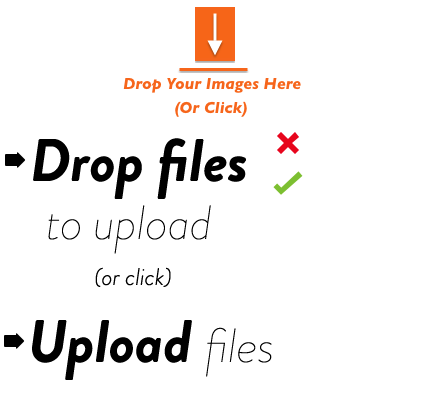 Drop Your Images Here
(Or Click)
Drop files
to upload
(or click)
Upload files